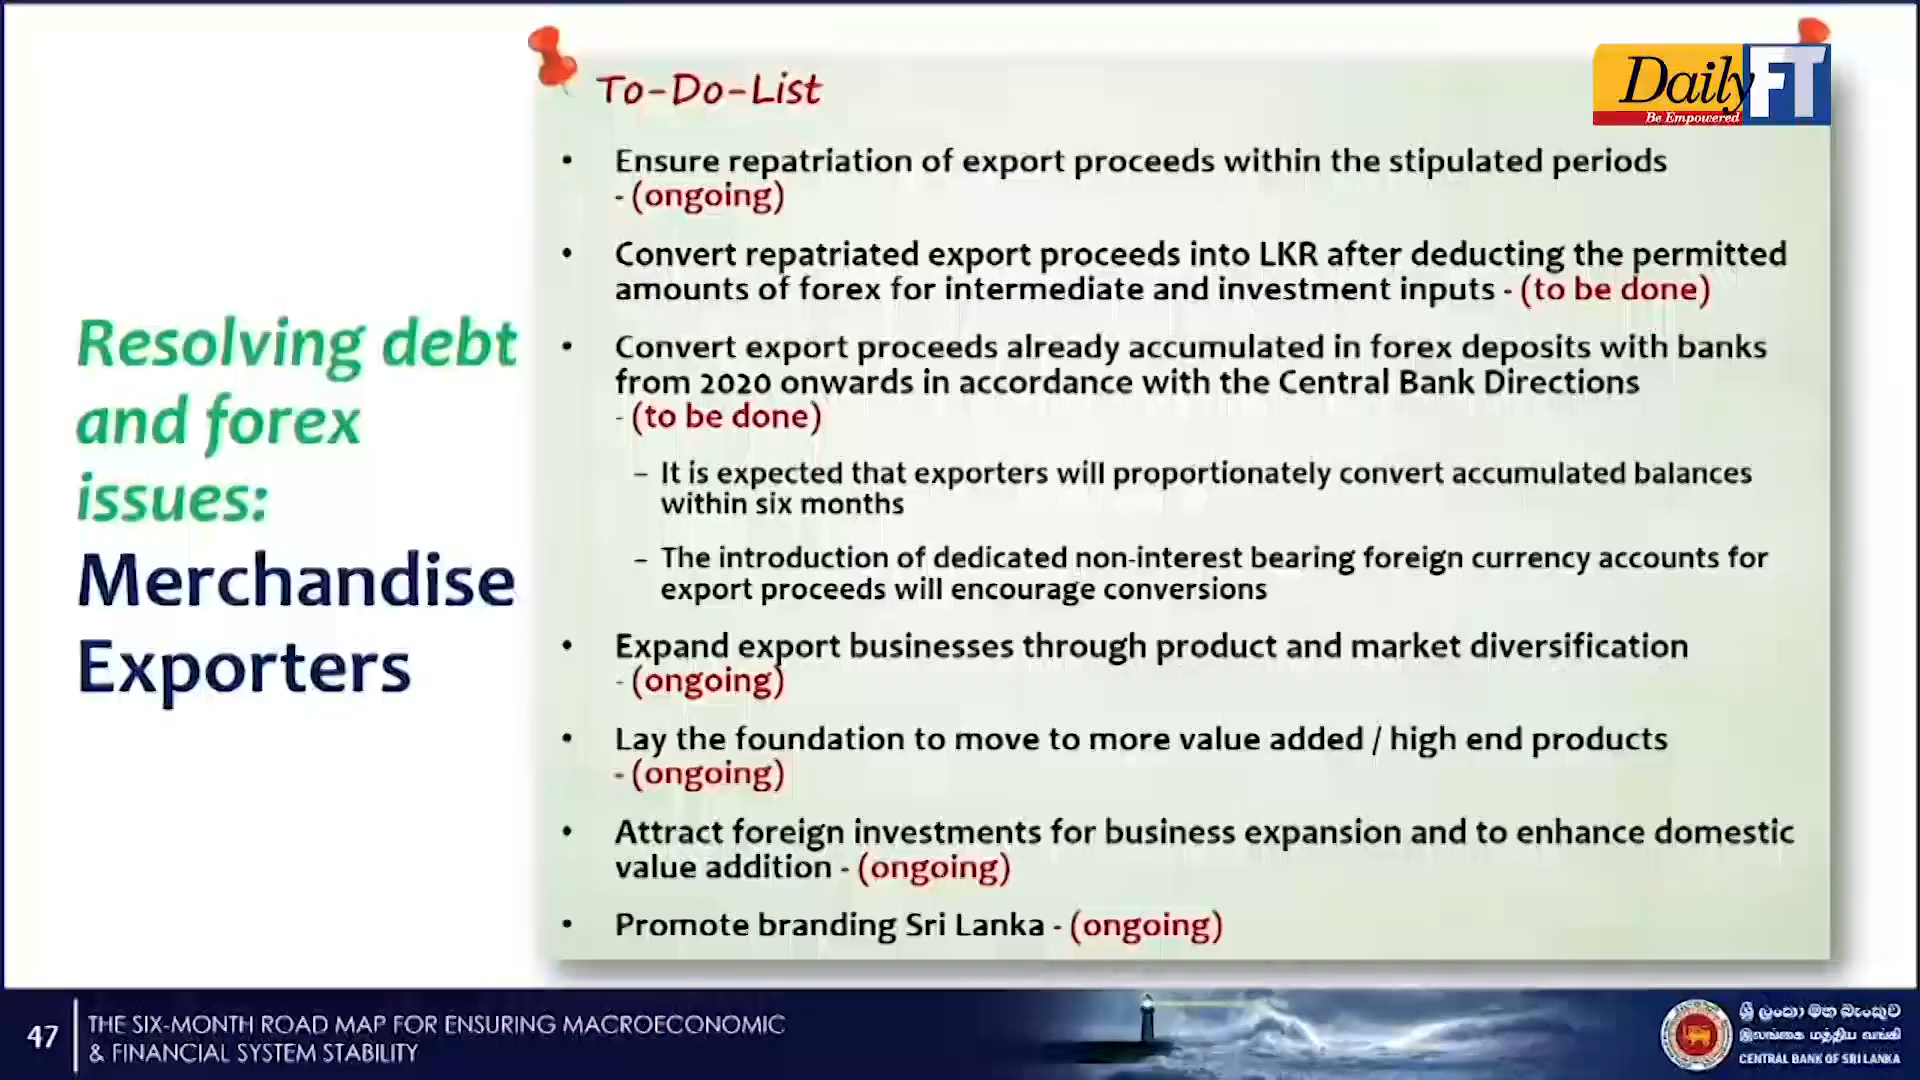 Daily FT
Be Empowered
To-Do-List
• Ensure repatriation of export proceeds within the stipulated periods
- (ongoing)
• Convert repatriated export proceeds into LKR after deducting the permitted
amounts of forex for intermediate and investment inputs - (to be done)
• Convert export proceeds already accumulated in forex deposits with banks
from 2020 onwards in accordance with the Central Bank Directions
- (to be done)
– It is expected that exporters will proportionately convert accumulated balances
within six months
– The introduction of dedicated non-interest bearing foreign currency accounts for
export proceeds will encourage conversions
• Expand export businesses through product and market diversification
- (ongoing)
• Lay the foundation to move to more value added / high end products
- (ongoing)
• Attract foreign investments for business expansion and to enhance domestic
value addition - (ongoing)
• Promote branding Sri Lanka - (ongoing)
Resolving debt
and forex
issues:
Merchandise
Exporters
47
THE SIX-MONTH ROAD MAP FOR ENSURING MACROECONOMIC
& FINANCIAL SYSTEM STABILITY
ශ්‍රී ලංකා මහ බැංකුව
இலங்கை மத்திய வங்கி
CENTRAL BANK OF SRI LANKA